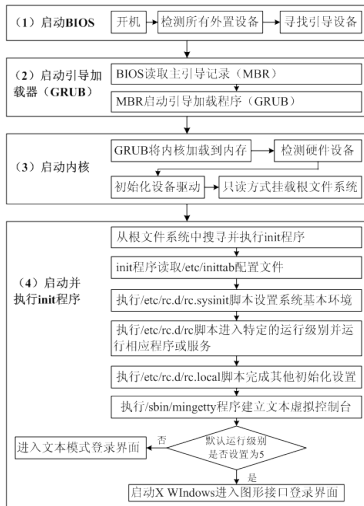 （1）启动BIOS
开机
检测所有外置设备
寻找引导设备
（2）启动引导加
载器（GRUB）
BIOS读取主引导记录（MBR）
MBR启动引导加载程序（GRUB）
（3）启动内核
GRUB将内核加载到内存
检测硬件设备
初始化设备驱动
只读方式挂载根文件系统
（4）启动并
执行init程序
从根文件系统中搜寻并执行init程序
init程序读取/etc/inittab配置文件
执行/etc/rc.d/rc.sysinit脚本设置系统基本环境
执行/etc/rc.d/rc脚本进入特定的运行级别并运
行相应程序或服务
执行/etc/rc.d/rc.local脚本完成其他初始化设置
执行/sbin/mingetty程序建立文本虚拟控制台
进入文本模式登录界面
否
默认运行级别
是否设置为5
是
启动X WIndows进入图形接口登录界面